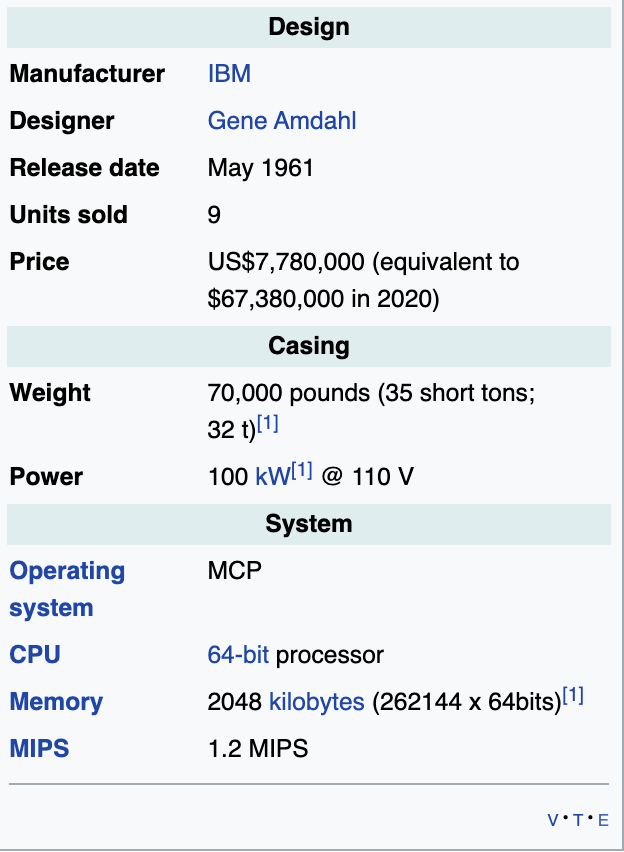 Design
Manufacturer IBM
Designer Gene Amdahl
Release date May 1961
Units sold 9
Price US$7,780,000 (equivalent to
$67,380,000 in 2020)
Casing
Weight 70,000 pounds (35 short tons;
32 t)[1]
Power 100 kW[1] @ 110 V
System
Operating MCP
system
CPU 64-bit processor
Memory 2048 kilobytes (262144 x 64bits)[1]
MIPS 1.2 MIPS
V · T · E